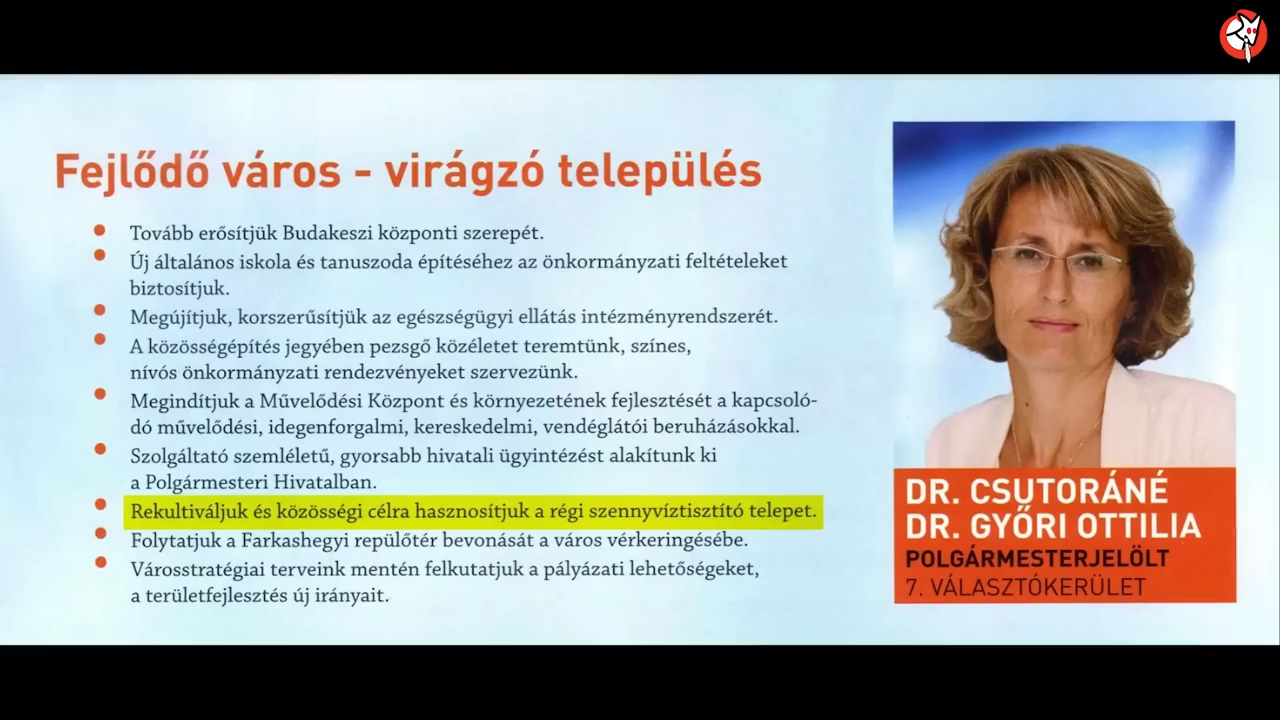 Fejlődő város - virágzó település
Tovább erősítjük Budakeszi központi szerepét.
Új általános iskola és tanuszoda építéséhez az önkormányzati feltételeket
biztosítjuk.
Megújítjuk, korszerűsítjük az egészségügyi ellátás intézményrendszerét.
A közösségépítés jegyében pezsgő közéletet teremtünk, színes,
nívós önkormányzati rendezvényeket szervezünk.
Megindítjuk a Művelődési Központ és környezetének fejlesztését a kapcsoló-
dó művelődési, idegenforgalmi, kereskedelmi, vendéglátói beruházásokkal.
Szolgáltató szemléletű, gyorsabb hivatali ügyintézést alakítunk ki
a Polgármesteri Hivatalban.
Rekultiváljuk és közösségi célra hasznosítjuk a régi szennyvíztisztító telepet.
Folytatjuk a Farkashegyi repülőtér bevonását a város vérkeringésébe.
Városstratégiai terveink mentén felkutatjuk a pályázati lehetőségeket,
a területfejlesztés új irányait.
DR. CSUTORÁNÉ
DR. GYŐRI OTTILIA
POLGÁRMESTERJELÖLT
7. VÁLASZTÓKERÜLET